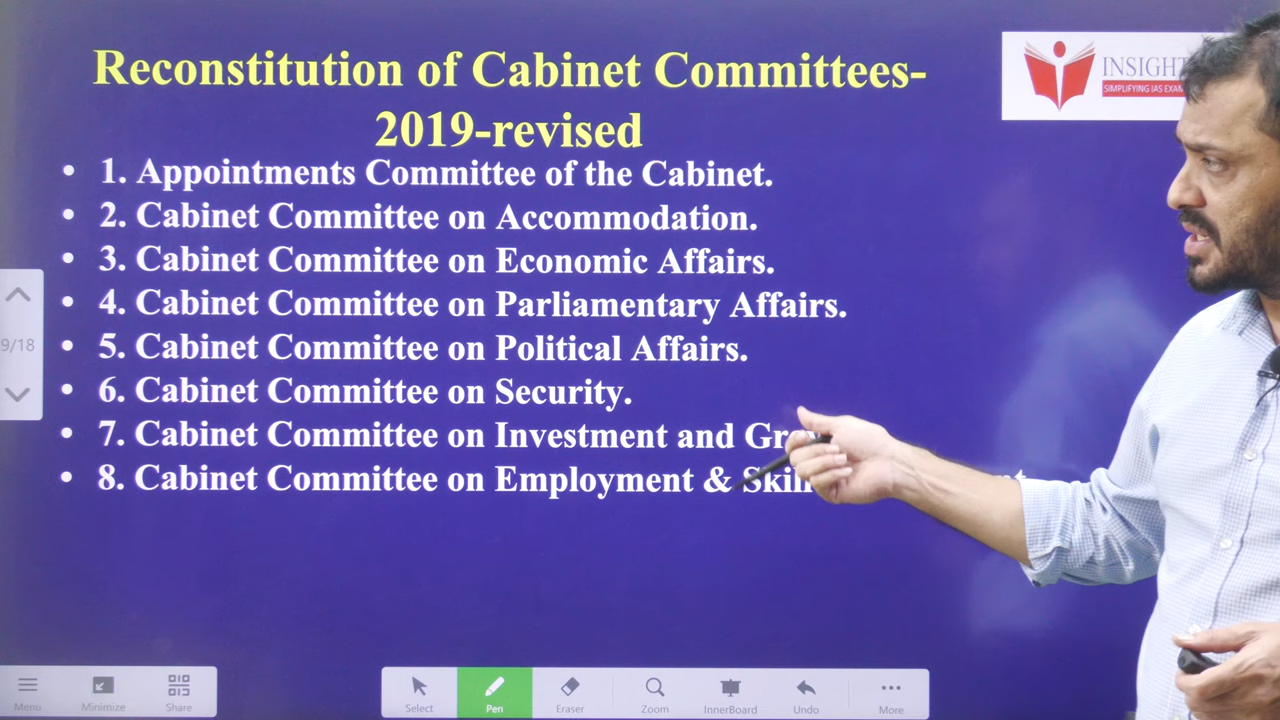 Reconstitution of Cabinet Committees-
2019-revised
INSIGHT
SIMPLIFYING IAS EXAM
• 1. Appointments Committee of the Cabinet.
• 2. Cabinet Committee on Accommodation.
• 3. Cabinet Committee on Economic Affairs.
• 4. Cabinet Committee on Parliamentary Affairs.
• 5. Cabinet Committee on Political Affairs.
• 6. Cabinet Committee on Security.
• 7. Cabinet Committee on Investment and
• 8. Cabinet Committee on Employment &
9/18
Menu
Minimize
Share
Select
Pen
Eraser
Zoom
InnerBoard
Undo
More